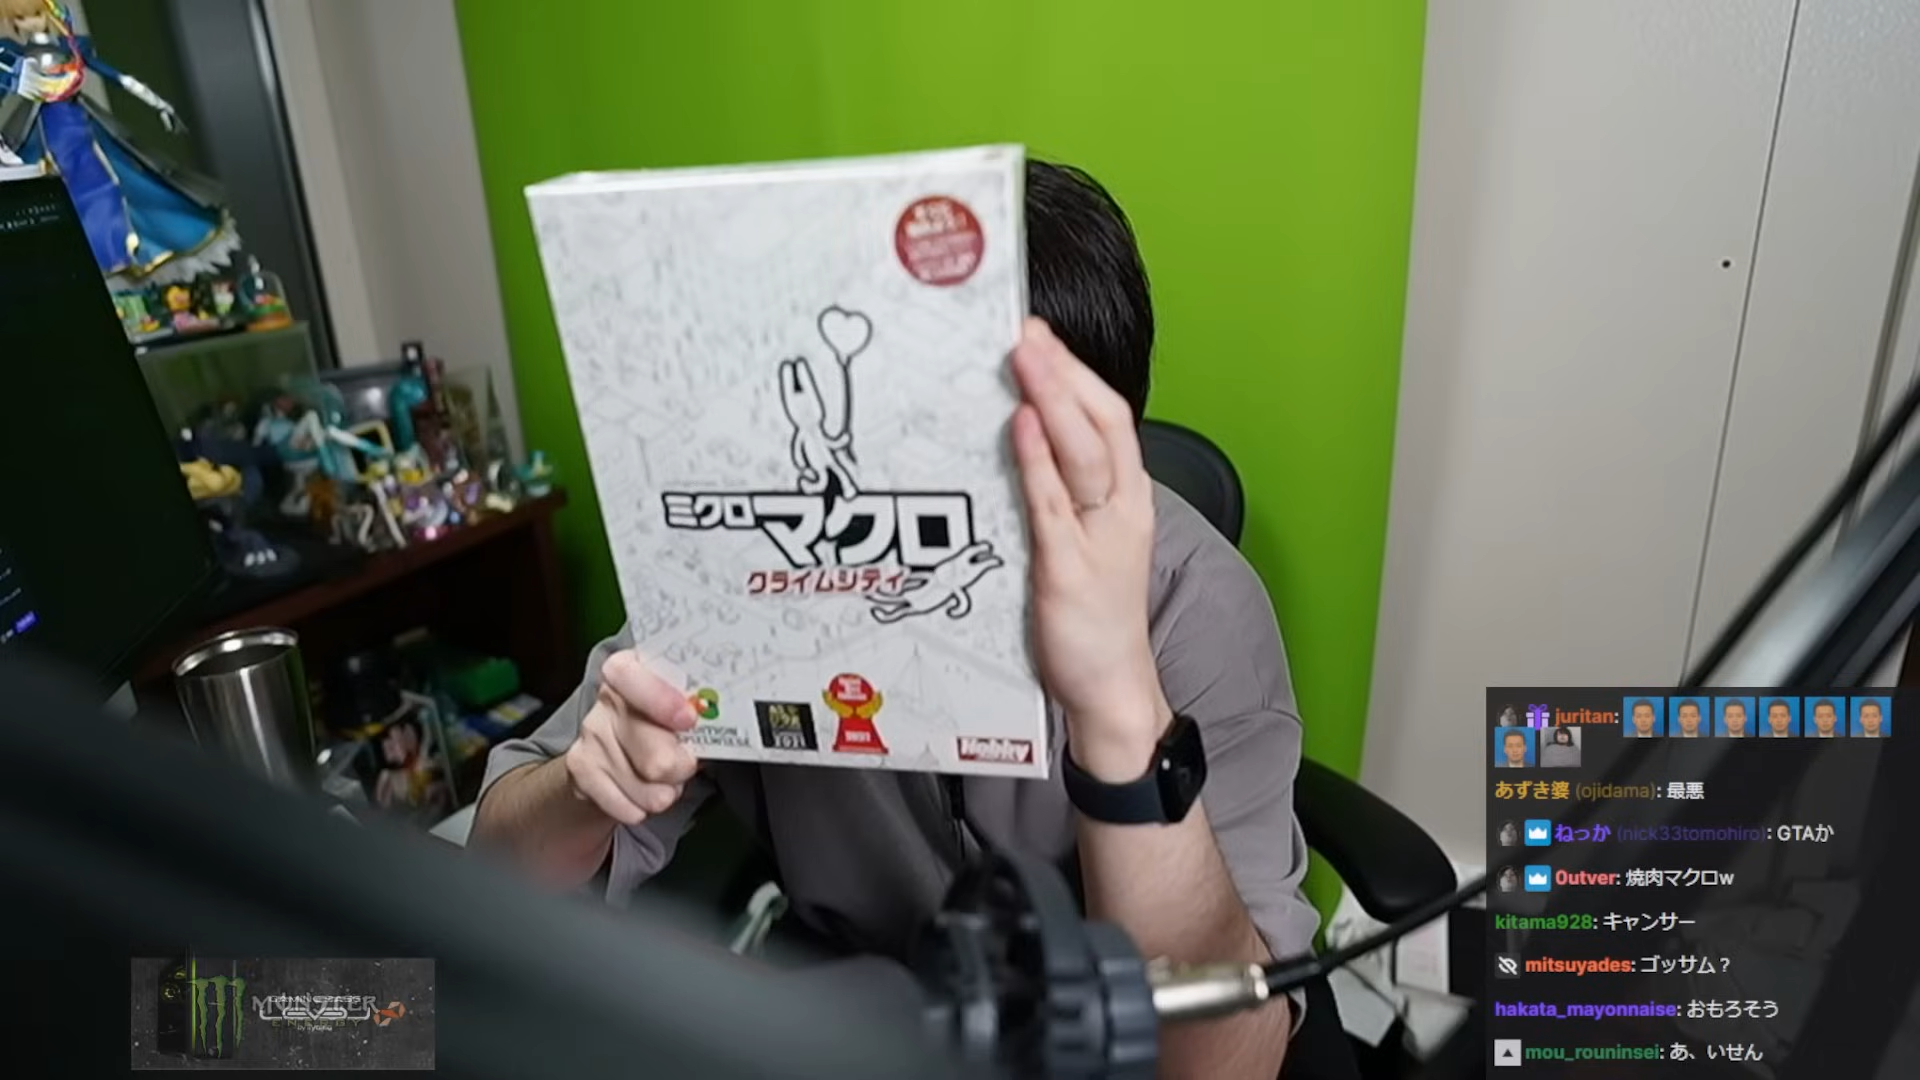 ミクロマクロ
クライムシティ
Hobby
MONSTER
ENERGY
juritan:
あずき婆 (ojidama): 最悪
ねっか (nick33tomohiro): GTAか
0utver: 焼肉マクロw
kitama928: キャンサー
mitsuyades: ゴッサム？
hakata_mayonnaise: おもろそう
mou_rouninsei: あ、いせん